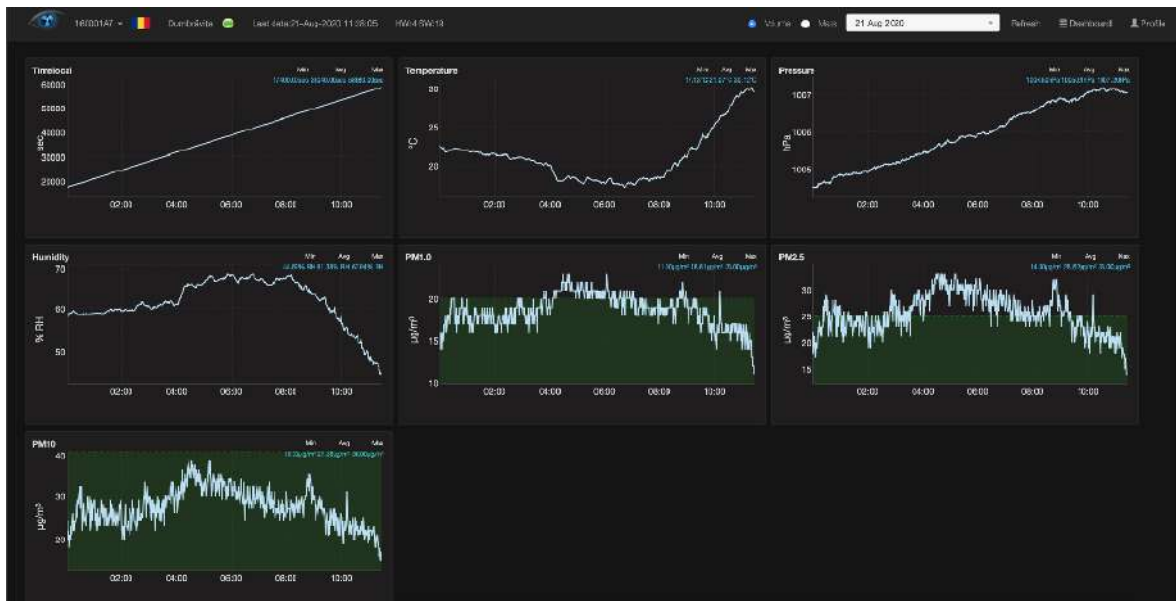 160001A7 Dumbrăvița Last data:21-Aug-2020 11:38:05 HW:4 SW:19 Volume Mass 21 Aug 2020 Refresh Dashboard Profile
Timelocal Min Avg Max
60000
50000
40000
30000
20000
sec
02:00 04:00 06:00 08:00 10:00
Temperature Min Avg Max
30
25
20
°C
02:00 04:00 06:00 08:00 10:00
Pressure Min Avg Max
1007
1006
1005
hPa
02:00 04:00 06:00 08:00 10:00
Humidity Min Avg Max
70
60
50
% RH
02:00 04:00 06:00 08:00 10:00
PM1.0 Min Avg Max
20
15
10
µg/m³
02:00 04:00 06:00 08:00 10:00
PM2.5 Min Avg Max
30
25
20
15
µg/m³
02:00 04:00 06:00 08:00 10:00
PM10 Min Avg Max
40
30
20
µg/m³
02:00 04:00 06:00 08:00 10:00